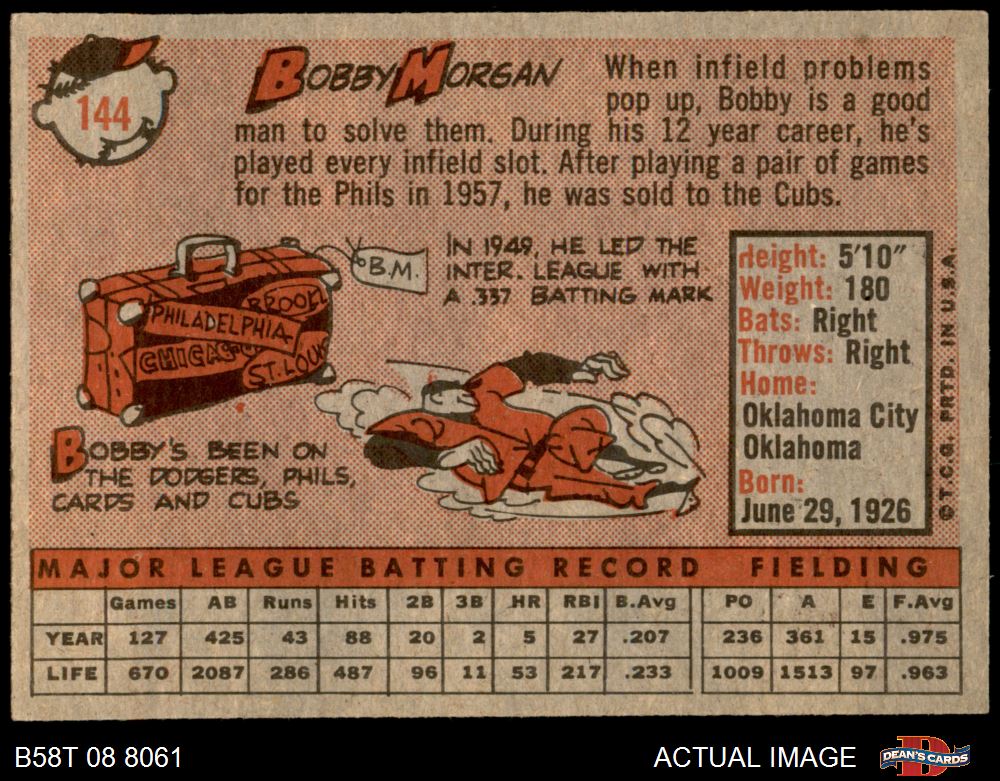 144
BOBBY MORGAN
When infield problems
pop up, Bobby is a good
man to solve them. During his 12 year career, he's
played every infield slot. After playing a pair of games
for the Phils in 1957, he was sold to the Cubs.
B.M.
BROOKL
PHILADELPHIA
CHICAGO
ST. LOUIS
IN 1949, HE LED THE
INTER. LEAGUE WITH
A .337 BATTING MARK
BOBBY'S BEEN ON
THE DODGERS, PHILS,
CARDS AND CUBS
Height: 5'10"
Weight: 180
Bats: Right
Throws: Right
Home:
Oklahoma City
Oklahoma
Born:
June 29, 1926
© T.C.G. PRTD. IN U.S.A.
MAJOR LEAGUE BATTING RECORD FIELDING
Games AB Runs Hits 2B 3B HR RBI B.Avg PO A E F.Avg
YEAR 127 425 43 88 20 2 5 27 .207 236 361 15 .975
LIFE 670 2087 286 487 96 11 53 217 .233 1009 1513 97 .963
B58T 08 8061
ACTUAL IMAGE
DEAN'S CARDS